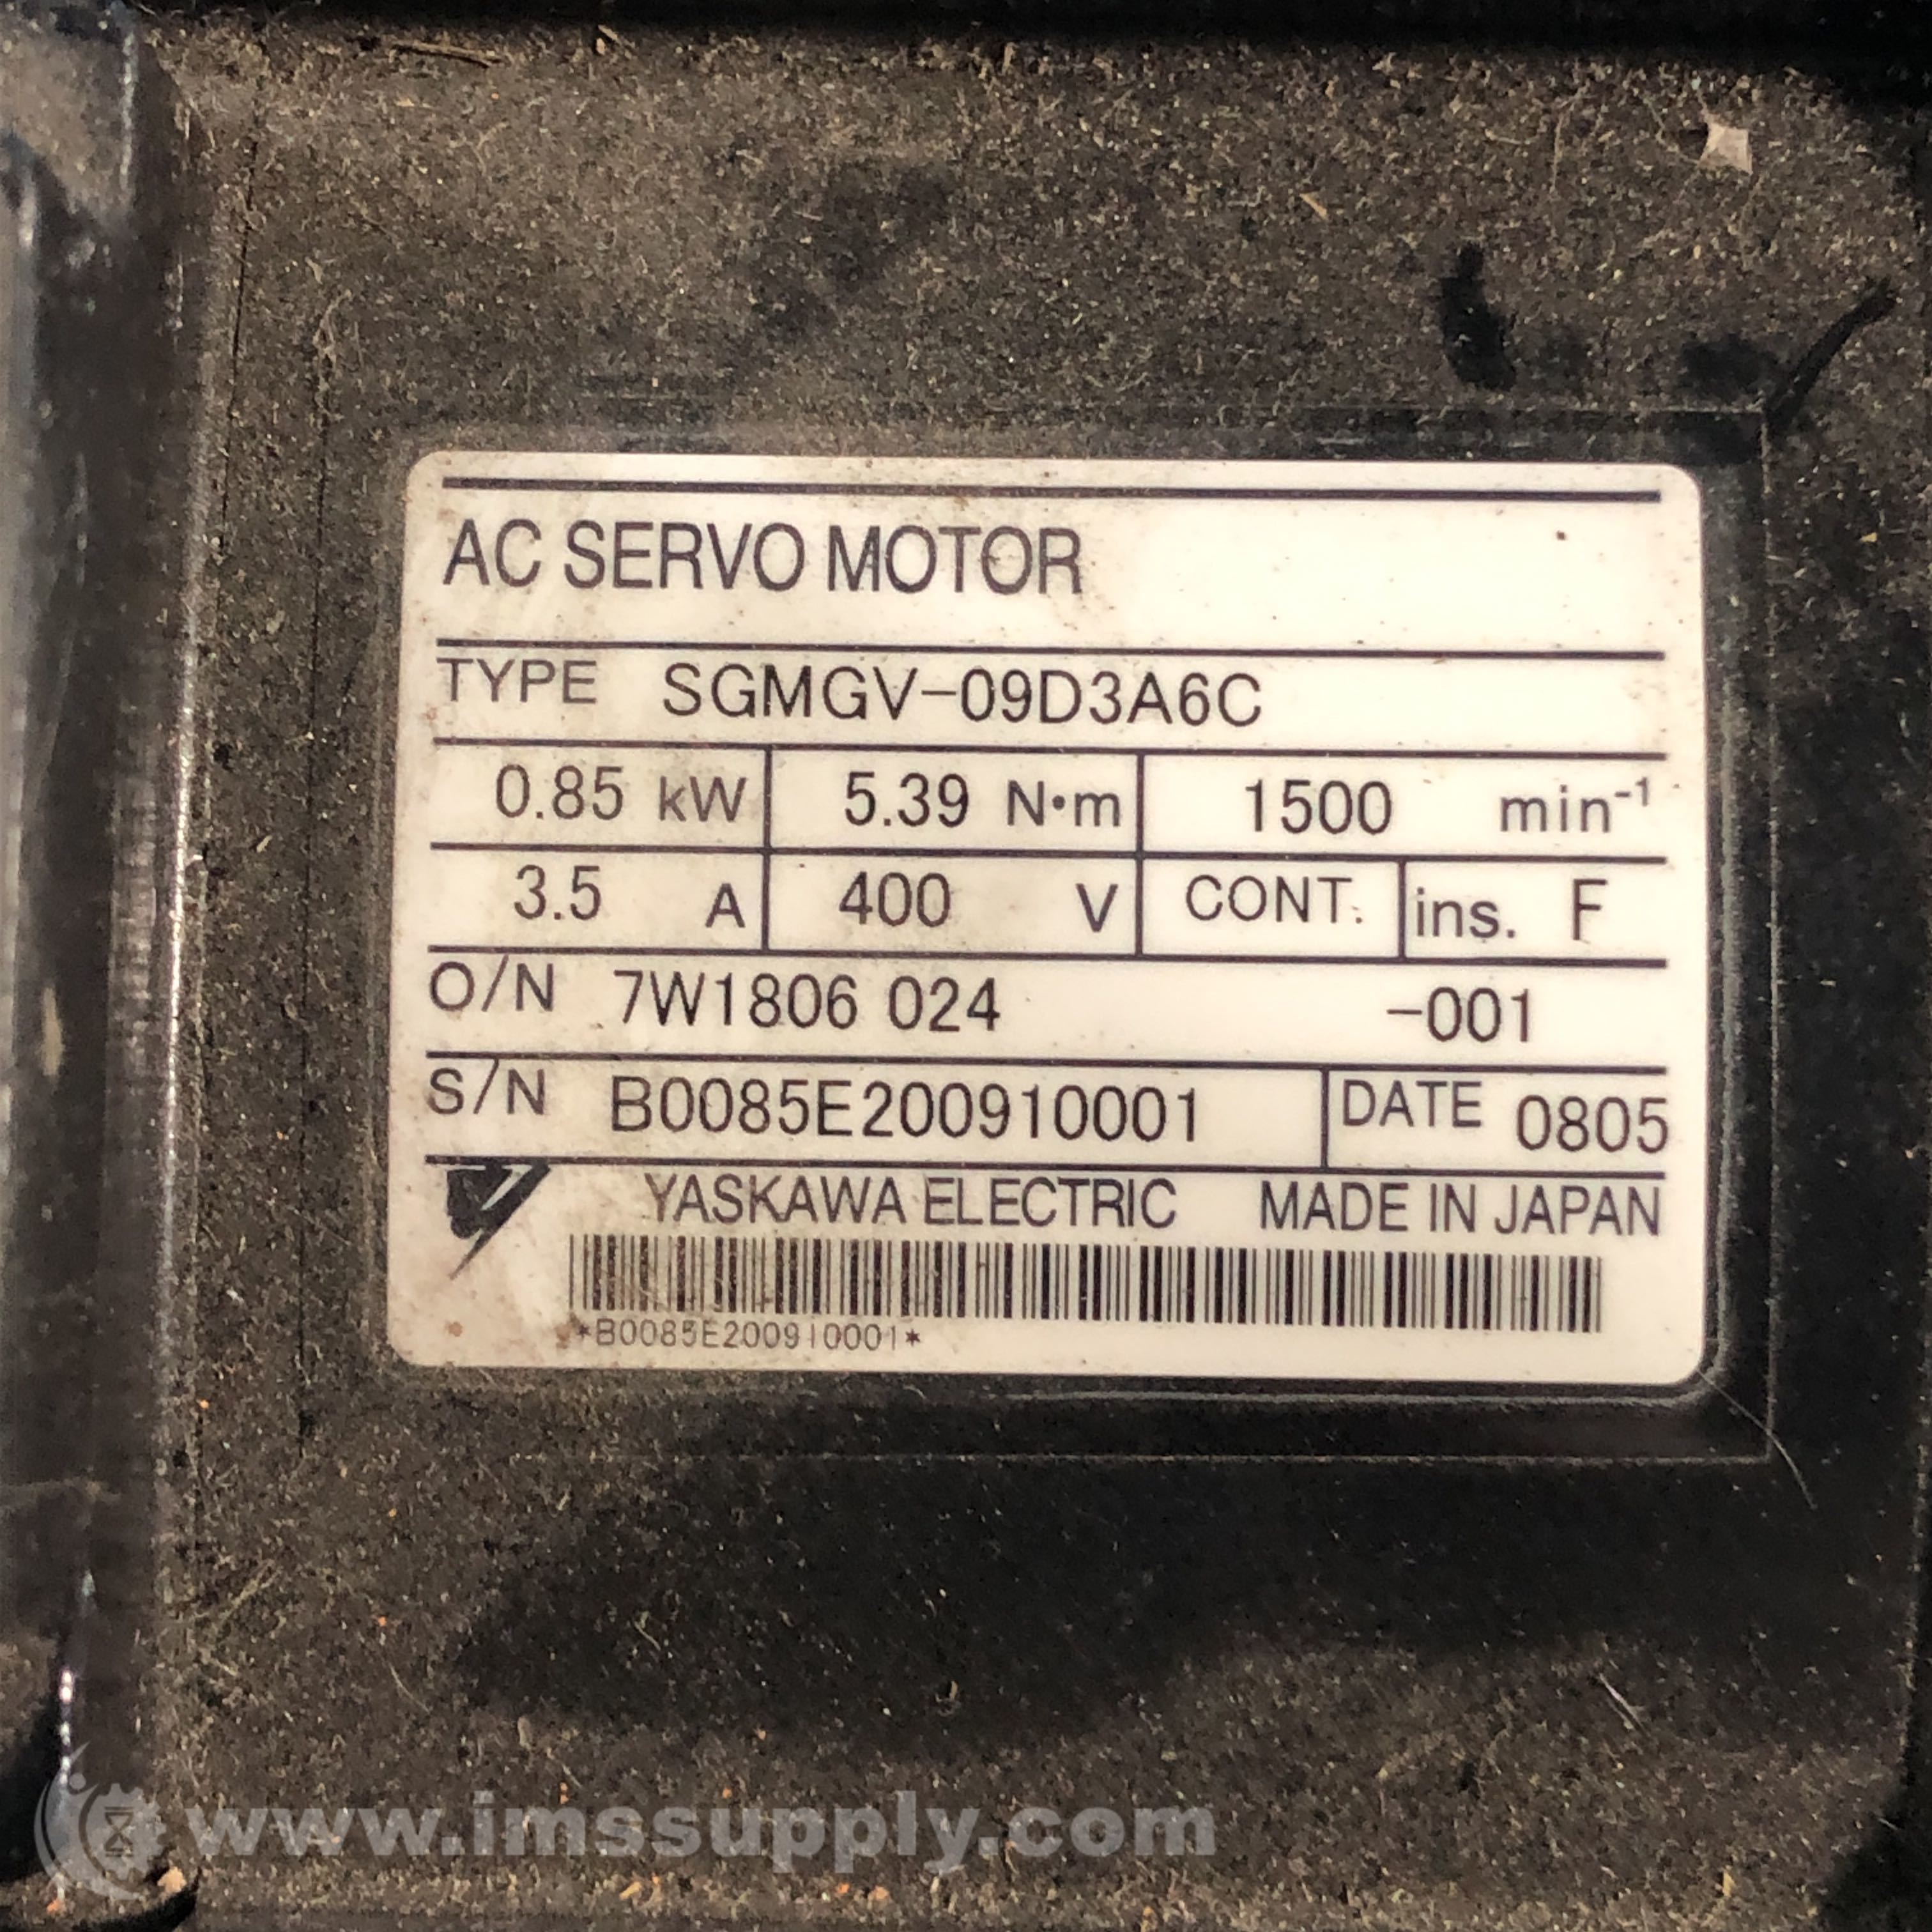 AC SERVO MOTOR
TYPE SGMGV-09D3A6C
0.85 kW 5.39 N•m 1500 min⁻¹
3.5 A 400 V CONT. ins. F
O/N 7W1806 024 -001
S/N B0085E200910001 DATE 0805
YASKAWA ELECTRIC MADE IN JAPAN
*B0085E200910001*
www.imssupply.com